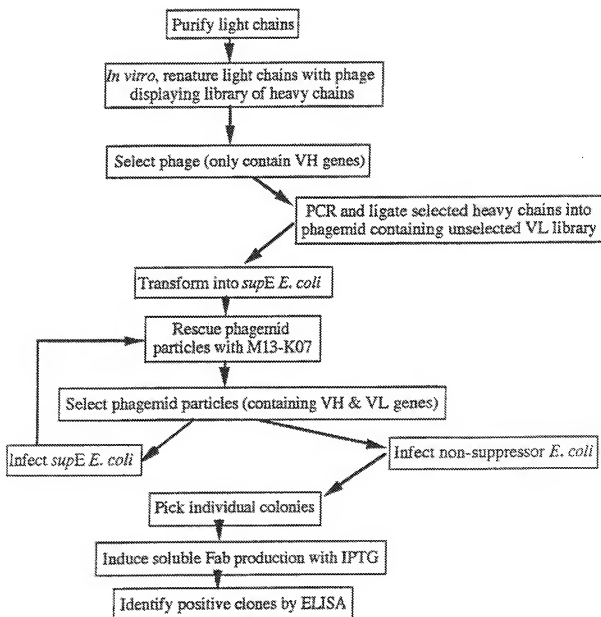 Purify light chains
In vitro, renature light chains with phage
displaying library of heavy chains
Select phage (only contain VH genes)
PCR and ligate selected heavy chains into
phagemid containing unselected VL library
Transform into supE E. coli
Rescue phagemid
particles with M13-K07
Select phagemid particles (containing VH & VL genes)
Infect supE E. coli
Infect non-suppressor E. coli
Pick individual colonies
Induce soluble Fab production with IPTG
Identify positive clones by ELISA